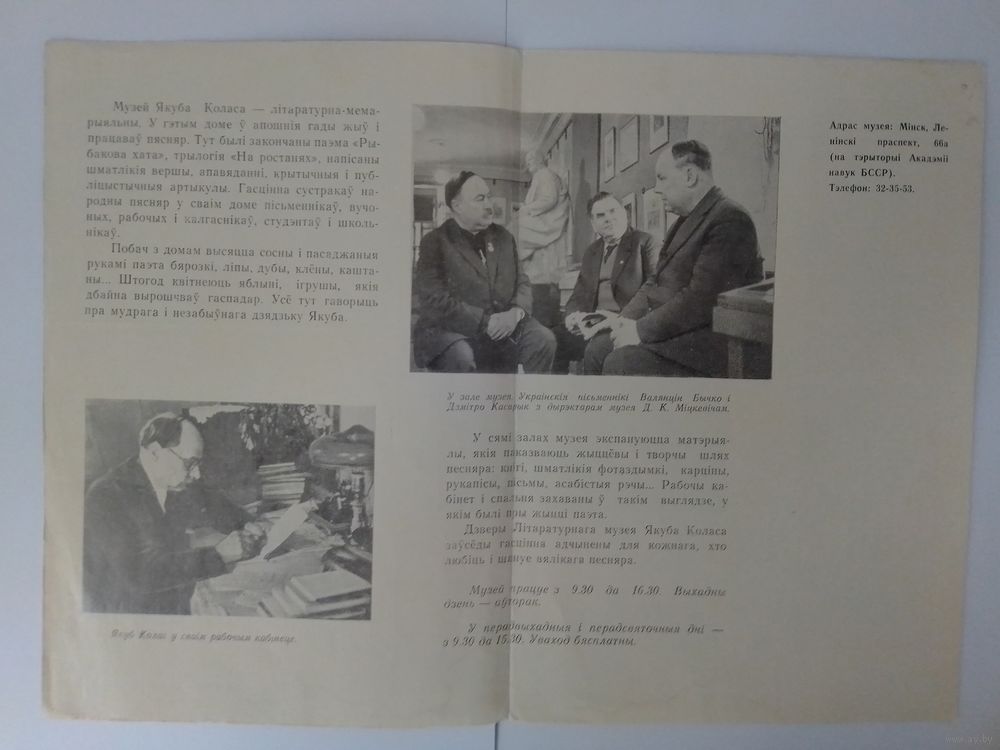 Музей Якуба Коласа — літаратурна-мема-
рыяльны. У гэтым доме ў апошнія гады жыў і
працаваў пясняр. Тут былі закончаны паэма «Ры-
бакова хата», трылогія «На ростанях», напісаны
шматлікія вершы, апавяданні, крытычныя і пуб-
ліцыстычныя артыкулы. Гасцінна сустракаў на-
родны пясняр у сваім доме пісьменнікаў, вучо-
ных, рабочых і калгаснікаў, студэнтаў і школь-
нікаў.
Побач з домам высяцца сосны і пасаджаныя
рукамі паэта бярозкі, ліпы, дубы, клёны, кашта-
ны... Штогод квітнеюць яблыні, ігрушы, якія
дбайна вырошчваў гаспадар. Усё тут гаворыць
пра мудрага і незабыўнага дзядзьку Якуба.
Якуб Колас у сваім рабочым кабінеце.
У зале музея. Украінскія пісьменнікі Валянцін Бычко і
Дзмітро Касарык з дырэктарам музея Д. К. Міцкевічам.
У сямі залах музея экспануюцца матэрыя-
лы, якія паказваюць жыццёвы і творчы шлях
песняра: кнігі, шматлікія фотаздымкі, карціны,
рукапісы, пісьмы, асабістыя рэчы... Рабочы ка-
бінет і спальня захаваны ў такім выглядзе, у
якім былі пры жыцці паэта.
Дзверы Літаратурнага музея Якуба Коласа
заўсёды гасцінна адчынены для кожнага, хто
любіць і шануе вялікага песняра.
Музей працуе з 9.30 да 16.30. Выхадны
дзень — аўторак.
У перадвыхадныя і перадсвяточныя дні —
з 9.30 да 15.30. Уваход бясплатны.
Адрас музея: Мінск, Ле-
нінскі праспект, 66а
(на тэрыторыі Акадэміі
навук БССР).
Тэлефон: 32-35-53.
www.ay.by